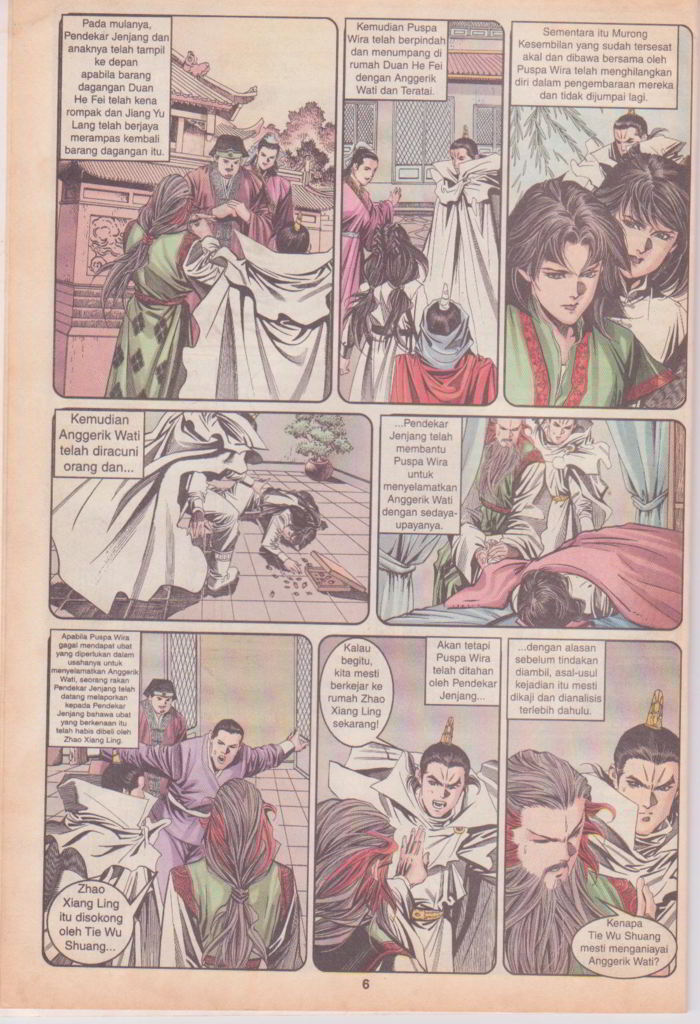 Pada mulanya,
Pendekar Jenjang dan
anaknya telah tampil
ke depan
apabila barang
dagangan Duan
He Fei telah kena
rompak dan Jiang Yu
Lang telah berjaya
merampas kembali
barang dagangan itu.
Kemudian Puspa
Wira telah berpindah
dan menumpang di
rumah Duan He Fei
dengan Anggerik
Wati dan Teratai.
Sementara itu Murong
Kesembilan yang sudah tersesat
akal dan dibawa bersama oleh
Puspa Wira telah menghilangkan
diri dalam pengembaraan mereka
dan tidak dijumpai lagi.
Kemudian
Anggerik Wati
telah diracuni
orang dan...
...Pendekar
Jenjang telah
membantu
Puspa Wira
untuk
menyelamatkan
Anggerik Wati
dengan sedaya-
upayanya.
Apabila Puspa Wira
gagal mendapat ubat
yang diperlukan dalam
usahanya untuk
menyelamatkan Anggerik
Wati, seorang rakan
Pendekar Jenjang telah
datang melaporkan
kepada Pendekar
Jenjang bahawa ubat
yang berkenaan itu
telah habis dibeli oleh
Zhao Xiang Ling.
Zhao
Xiang Ling
itu disokong
oleh Tie Wu
Shuang...
Kalau
begitu,
kita mesti
berkejar ke
rumah Zhao
Xiang Ling
sekarang!
Akan tetapi
Puspa Wira
telah ditahan
oleh Pendekar
Jenjang...
...dengan alasan
sebelum tindakan
diambil, asal-usul
kejadian itu mesti
dikaji dan dianalisis
terlebih dahulu.
Kenapa
Tie Wu Shuang
mesti menganiayai
Anggerik Wati?
6